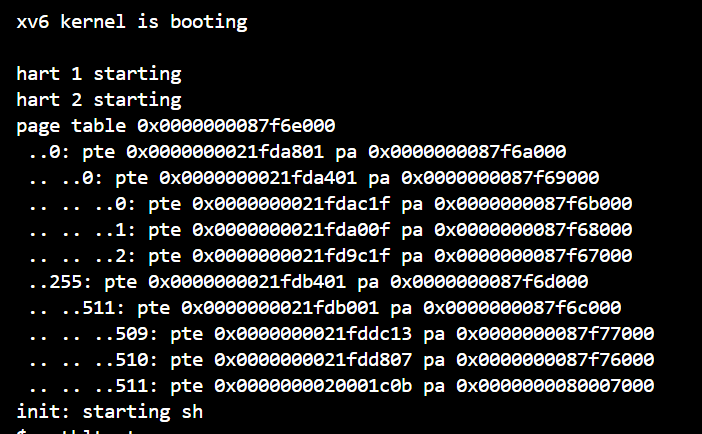 xv6 kernel is booting
hart 1 starting
hart 2 starting
page table 0x0000000087f6e000
..0: pte 0x0000000021fda801 pa 0x0000000087f6a000
.. ..0: pte 0x0000000021fda401 pa 0x0000000087f69000
.. .. ..0: pte 0x0000000021fdac1f pa 0x0000000087f6b000
.. .. ..1: pte 0x0000000021fda00f pa 0x0000000087f68000
.. .. ..2: pte 0x0000000021fd9c1f pa 0x0000000087f67000
..255: pte 0x0000000021fdb401 pa 0x0000000087f6d000
.. ..511: pte 0x0000000021fdb001 pa 0x0000000087f6c000
.. .. ..509: pte 0x0000000021fddc13 pa 0x0000000087f77000
.. .. ..510: pte 0x0000000021fdd807 pa 0x0000000087f76000
.. .. ..511: pte 0x0000000020001c0b pa 0x0000000080007000
init: starting sh